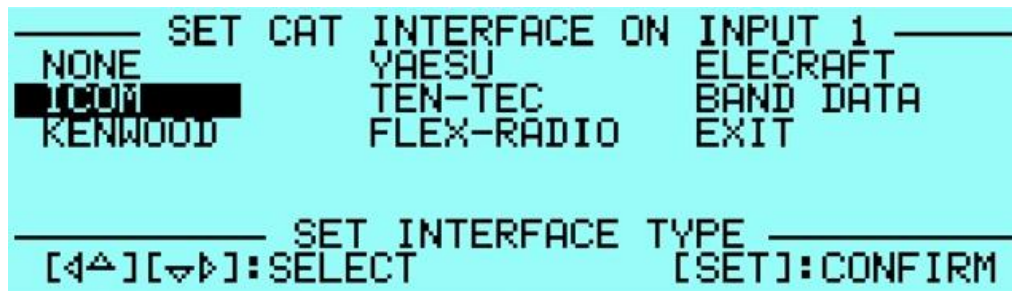 SET CAT INTERFACE ON INPUT 1
NONE YAESU ELECRAFT
ICOM TEN-TEC BAND DATA
KENWOOD FLEX-RADIO EXIT
SET INTERFACE TYPE
[◁△][▽▷]:SELECT [SET]:CONFIRM